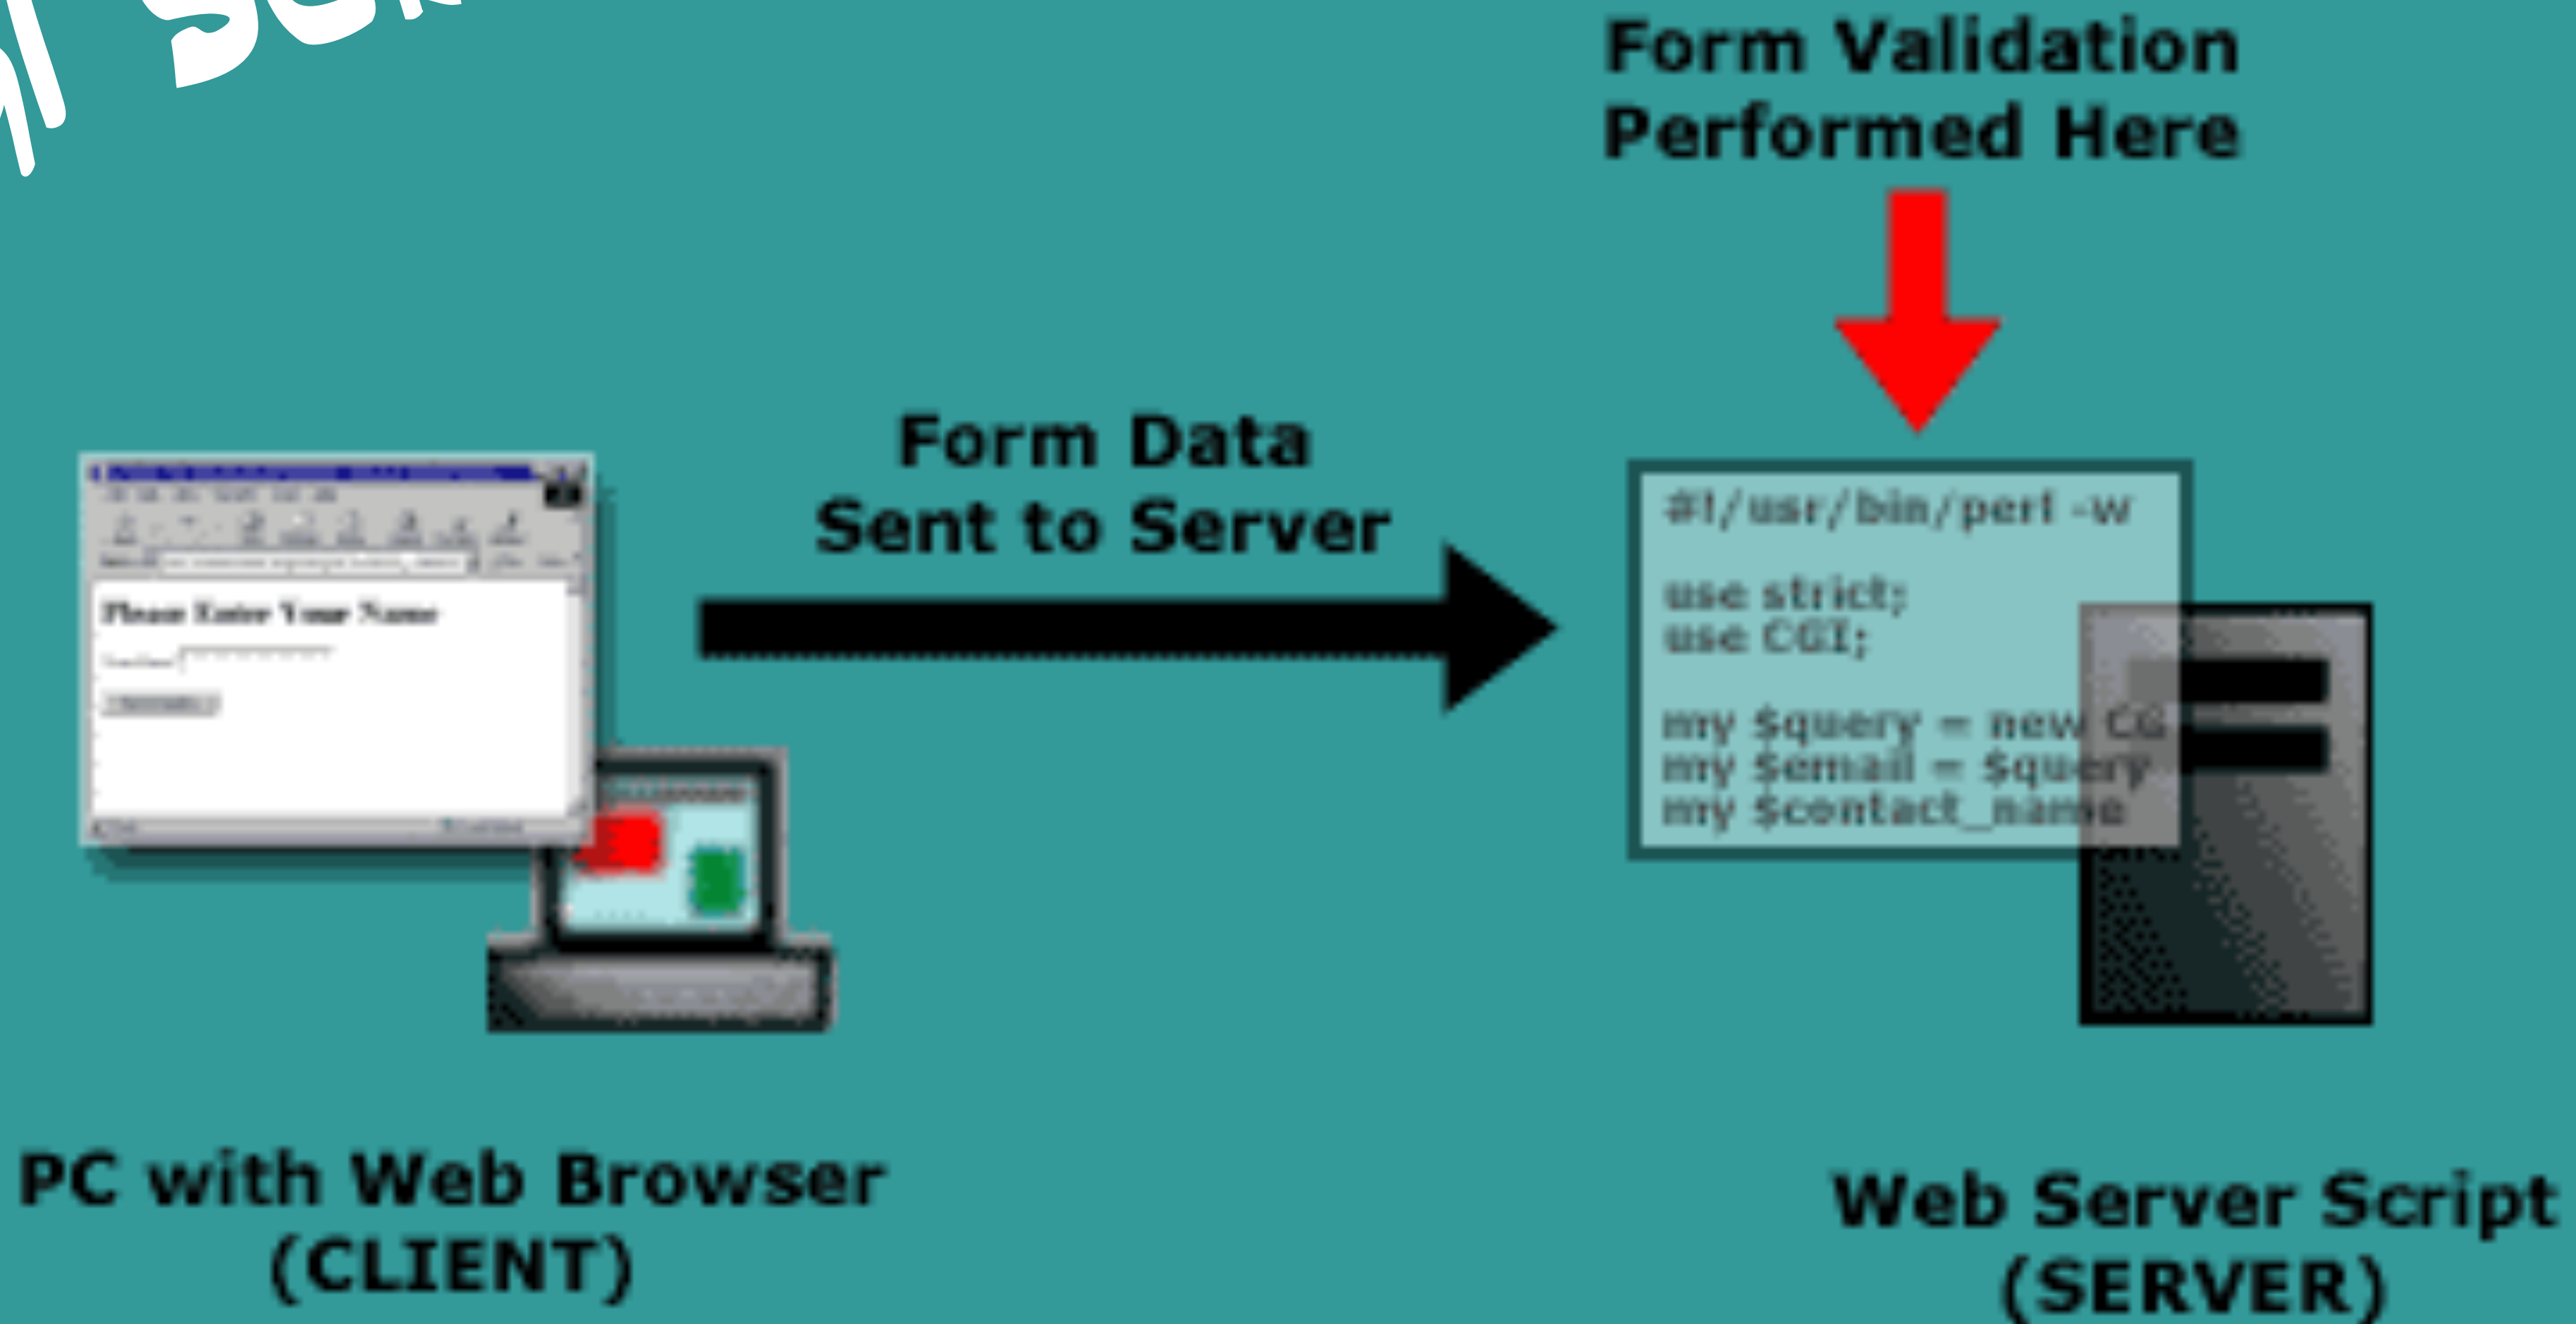 Form Validation
Performed Here
Form Data
Sent to Server
Please Enter Your Name
#!/usr/bin/perl -w
use strict;
use CGI;
my $query = new CG
my $email = $query
my $contact_name
PC with Web Browser
(CLIENT)
Web Server Script
(SERVER)